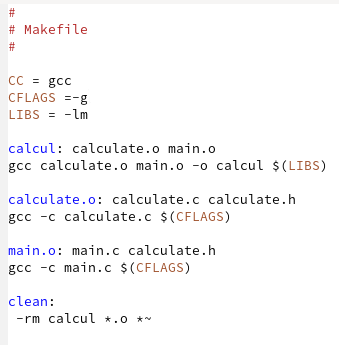 #
# Makefile
#
CC = gcc
CFLAGS =-g
LIBS = -lm
calcul: calculate.o main.o
gcc calculate.o main.o -o calcul $(LIBS)
calculate.o: calculate.c calculate.h
gcc -c calculate.c $(CFLAGS)
main.o: main.c calculate.h
gcc -c main.c $(CFLAGS)
clean:
 -rm calcul *.o *~